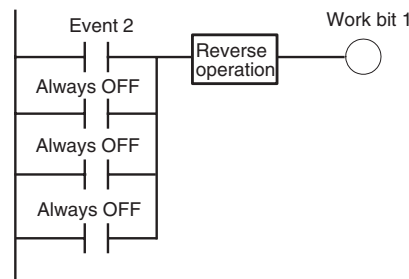 Work bit 1
Event 2
Reverse
operation
Always OFF
Always OFF
Always OFF